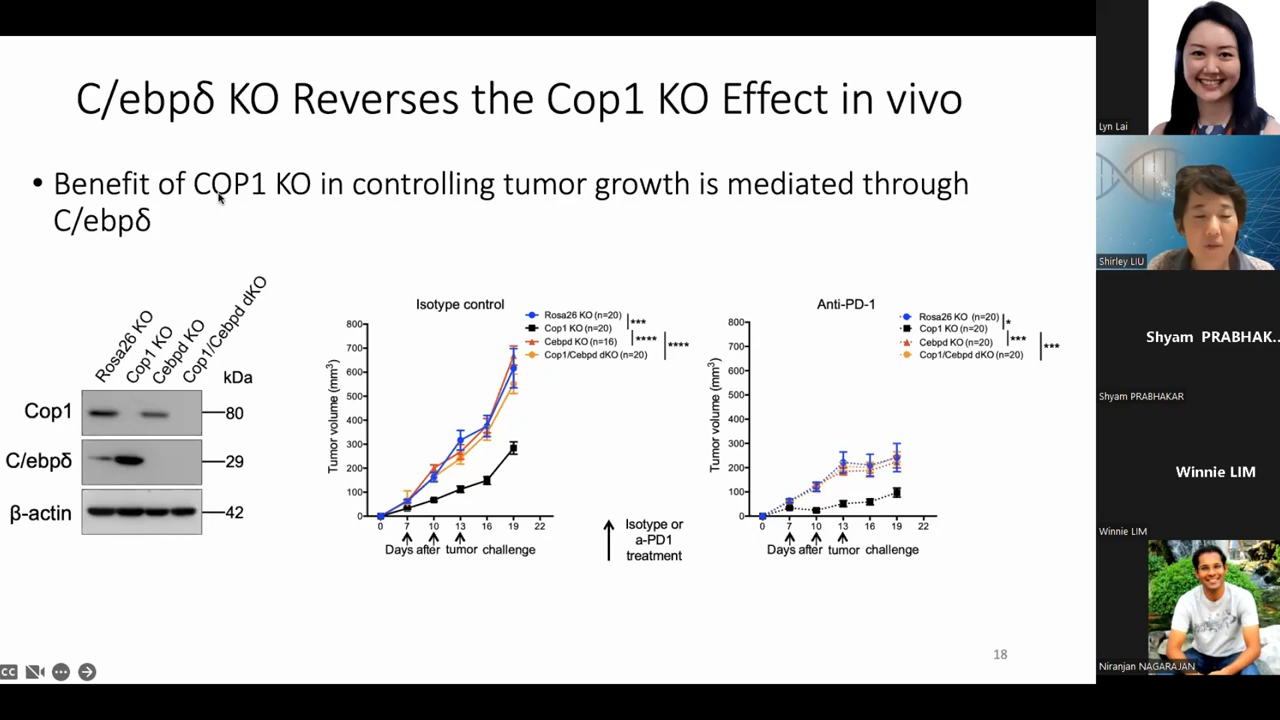 C/ebpδ KO Reverses the Cop1 KO Effect in vivo
• Benefit of COP1 KO in controlling tumor growth is mediated through
C/ebpδ
Rosa26 KO
Cop1 KO
Cebpd KO
Cop1/Cebpd dKO
kDa
Cop1
80
C/ebpδ
29
β-actin
42
Isotype control
Rosa26 KO (n=20)
Cop1 KO (n=20)
Cebpd KO (n=16)
Cop1/Cebpd dKO (n=20)
***
****
****
Tumor volume (mm³)
800
700
600
500
400
300
200
100
0
0 7 10 13 16 19 22
Days after tumor challenge
Isotype or
a-PD1
treatment
Anti-PD-1
Rosa26 KO (n=20)
Cop1 KO (n=20)
Cebpd KO (n=20)
Cop1/Cebpd dKO (n=20)
*
***
***
Tumor volume (mm³)
800
700
600
500
400
300
200
100
0
0 7 10 13 16 19 22
Days after tumor challenge
18
CC
Lyn Lai
Shirley LIU
Shyam PRABHAK...
Shyam PRABHAKAR
Winnie LIM
Winnie LIM
Niranjan NAGARAJAN